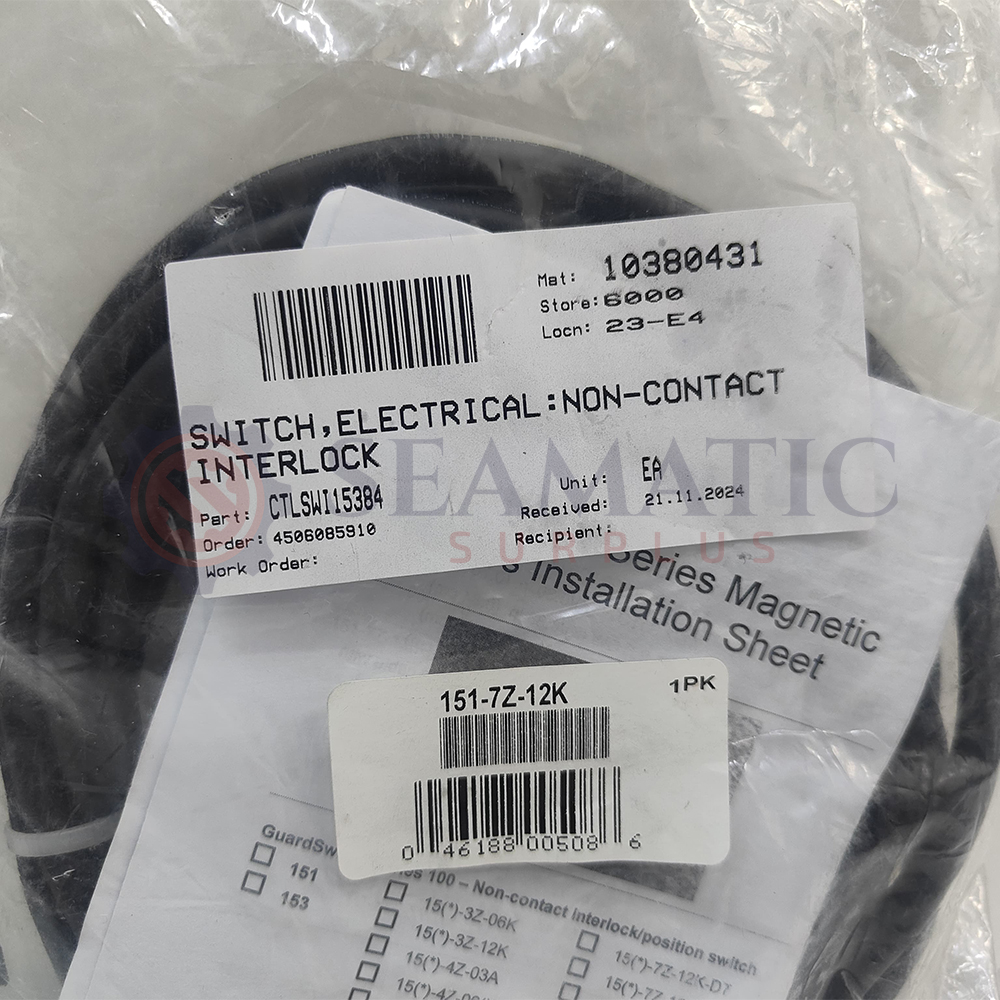 Mat: 10380431
Store: 6000
Locn: 23-E4
SWITCH,ELECTRICAL:NON-CONTACT
INTERLOCK
Part: CTLSWI15384
Unit: EA
Order: 4506085910
Received: 21.11.2024
Work Order:
Recipient:
SEAMATIC
SURPLUS
Series Magnetic
s Installation Sheet
151-7Z-12K
1PK
0 46188 00508 6
GuardSw
100 – Non-contact interlock/position switch
151
153
15(*)-3Z-06K
15(*)-3Z-12K
15(*)-4Z-03A
15(*)-7Z-12K-D7